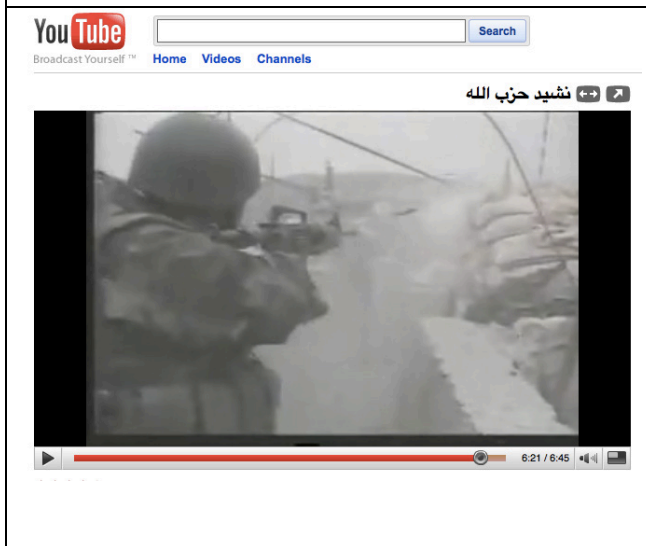 YouTube
Search
Broadcast Yourself ™
Home Videos Channels
نشيد حزب الله
6:21 / 6:45